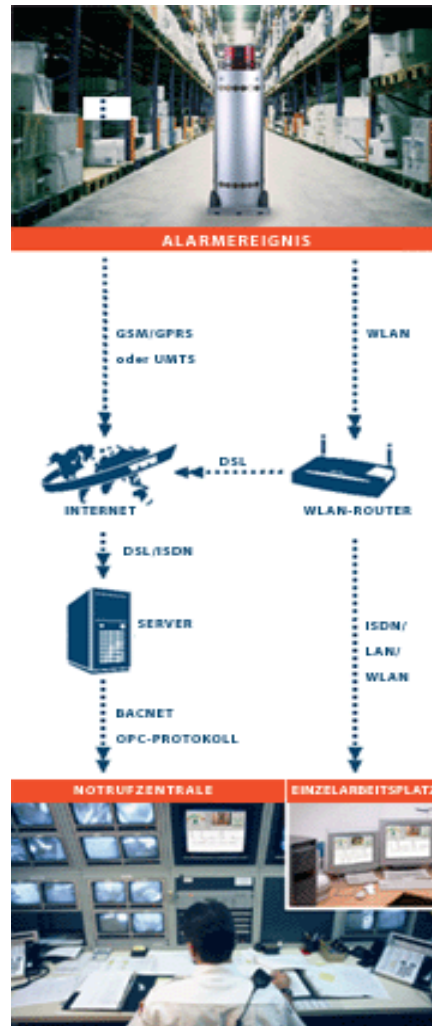 ALARMEREIGNIS
GSM/GPRS
oder UMTS
WLAN
DSL
INTERNET
WLAN-ROUTER
DSL/ISDN
SERVER
ISDN/
LAN/
WLAN
BACNET
OPC-PROTOKOLL
NOTRUFZENTRALE
EINZELARBEITSPLATZ